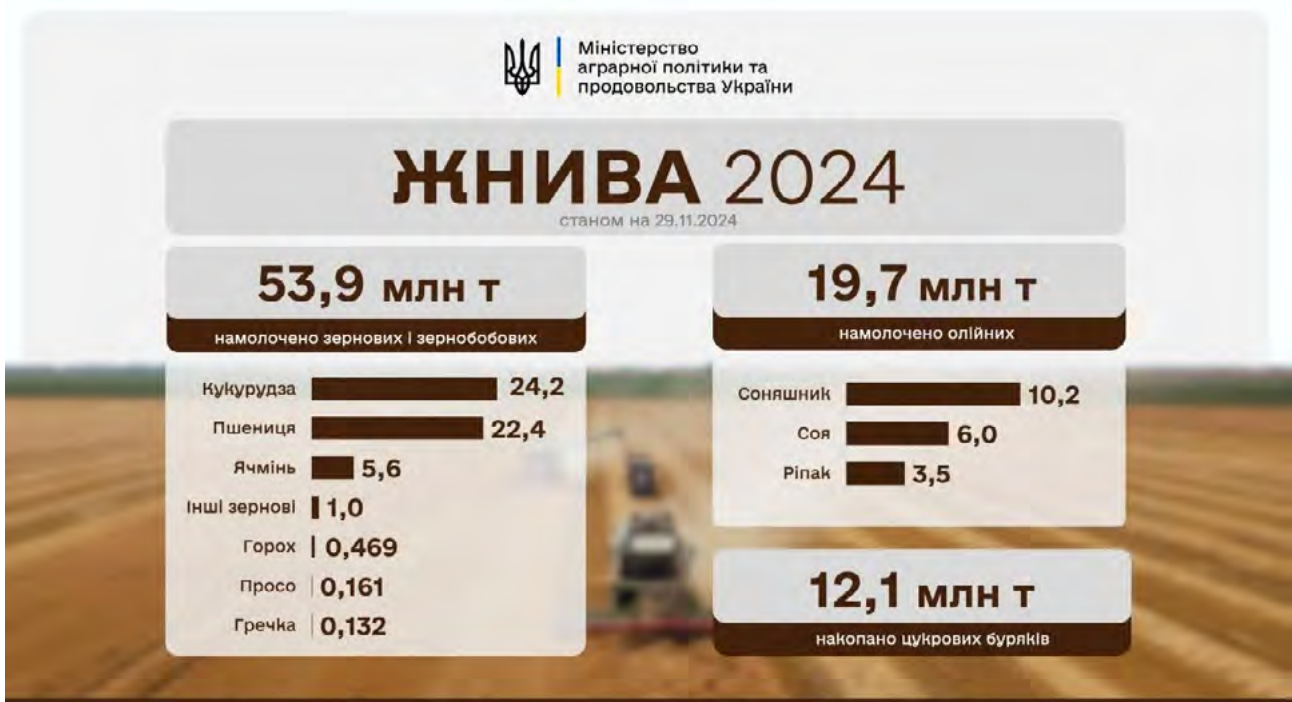 Міністерство
аграрної політики та
продовольства України
ЖНИВА 2024
станом на 29.11.2024
53,9 млн т
намолочено зернових і зернобобових
Кукурудза 24,2
Пшениця 22,4
Ячмінь 5,6
Інші зернові 1,0
Горох 0,469
Просо 0,161
Гречка 0,132
19,7 млн т
намолочено олійних
Соняшник 10,2
Соя 6,0
Ріпак 3,5
12,1 млн т
накопано цукрових буряків